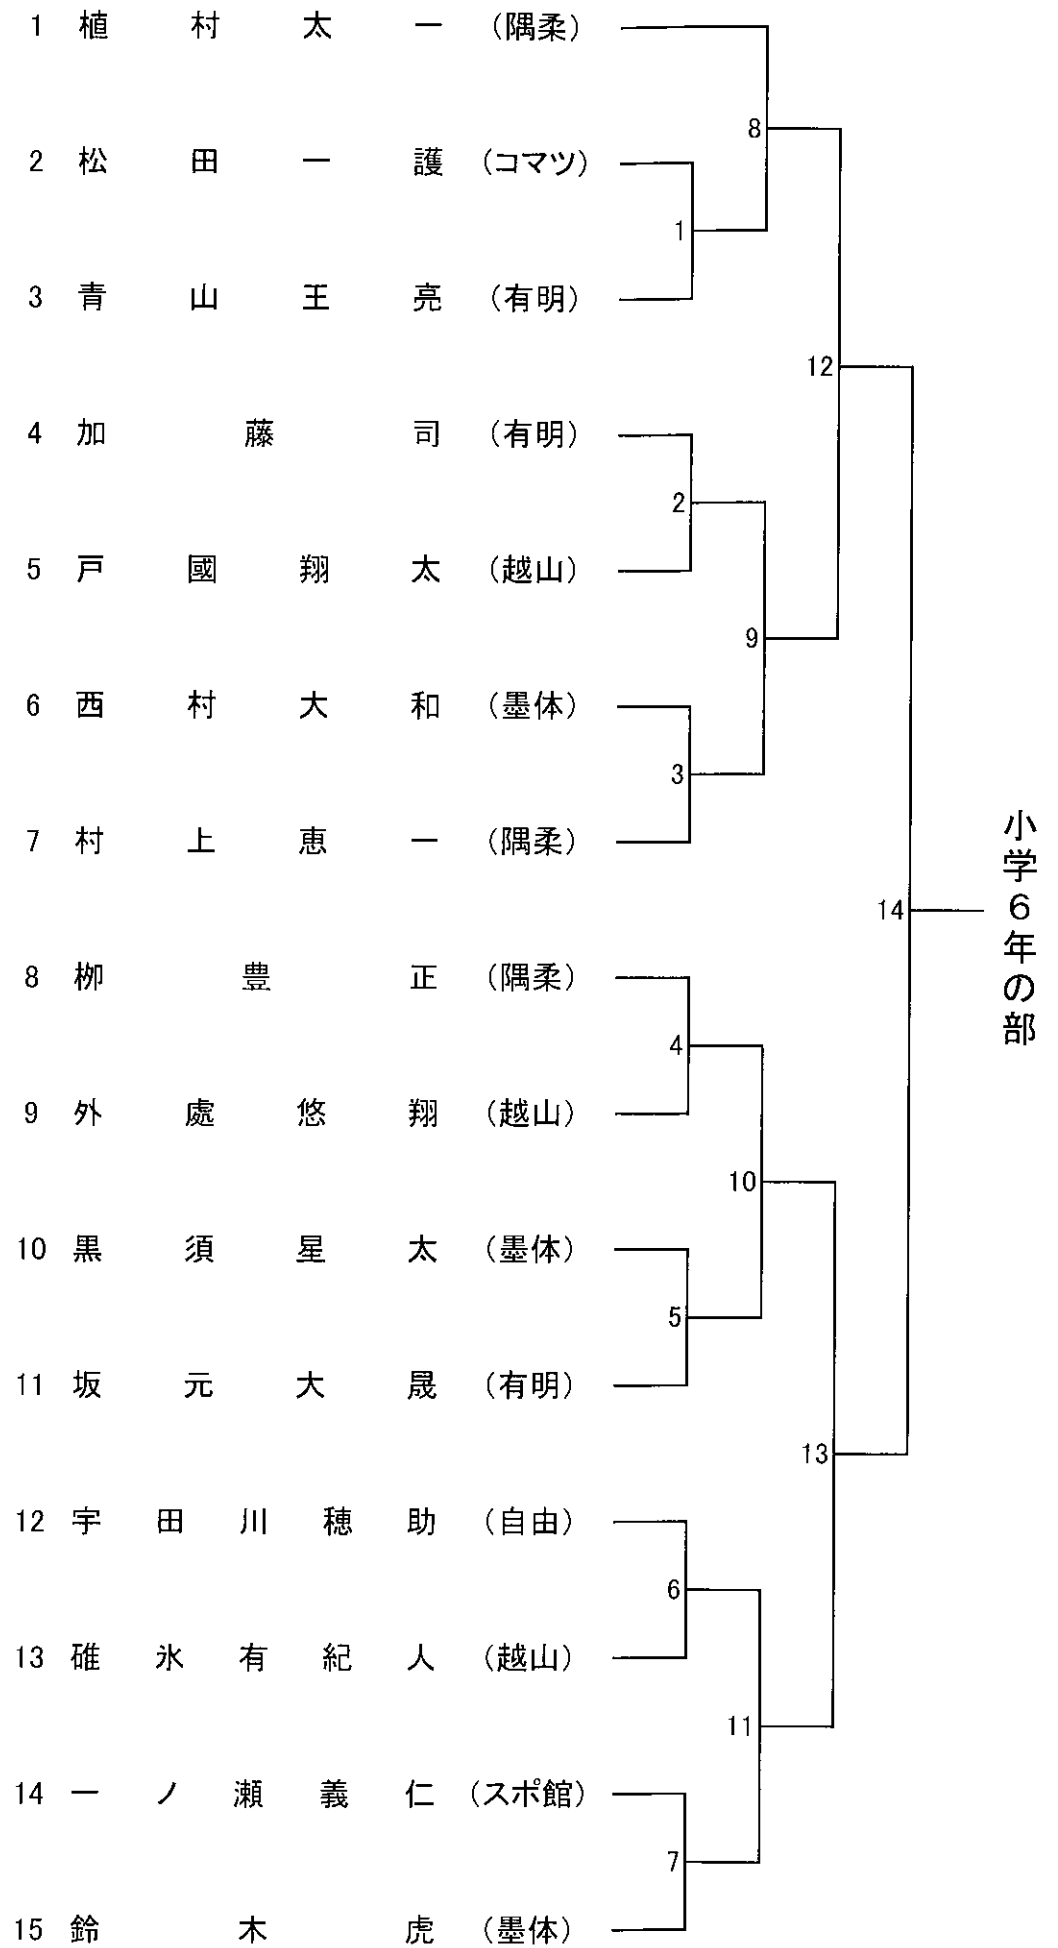 1 植村太一 (隅柔)
8
2 松田一護 (コマツ)
1
3 青山王亮 (有明)
12
4 加藤司 (有明)
2
5 戸國翔太 (越山)
9
6 西村大和 (墨体)
3
7 村上恵一 (隅柔)
14
小学6年の部
8 栁豊正 (隅柔)
4
9 外處悠翔 (越山)
10
10 黒須星太 (墨体)
5
11 坂元大晟 (有明)
13
12 宇田川穂助 (自由)
6
13 碓氷有紀人 (越山)
11
14 一ノ瀬義仁 (スポ館)
7
15 鈴木虎 (墨体)